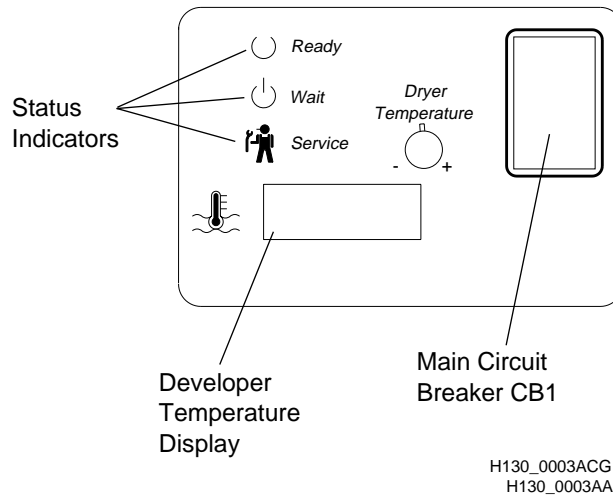 Ready
Wait
Service
Dryer
Temperature
- +
Status
Indicators
Developer
Temperature
Display
Main Circuit
Breaker CB1
H130_0003ACG
H130_0003AA